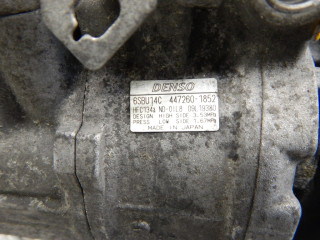 DENSO
6SBU14C 447260-1852
HFC134a ND-OIL8
DESIGN HIGH SIDE 3.53MPa
PRESS. LOW SIDE 1.67MPa
MADE IN JAPAN